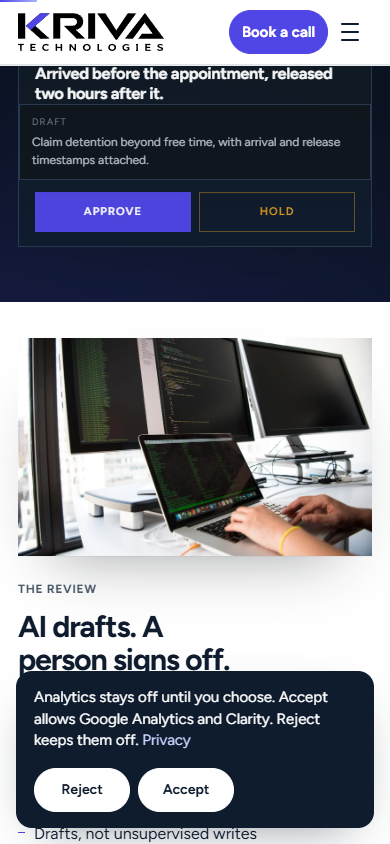 KRIVA
TECHNOLOGIES
Book a call
Arrived before the appointment, released
two hours after it.
DRAFT
Claim detention beyond free time, with arrival and release
timestamps attached.
APPROVE
HOLD
THE REVIEW
AI drafts. A
person signs off.
Analytics stays off until you choose. Accept
allows Google Analytics and Clarity. Reject
keeps them off. Privacy
Reject
Accept
Drafts, not unsupervised writes